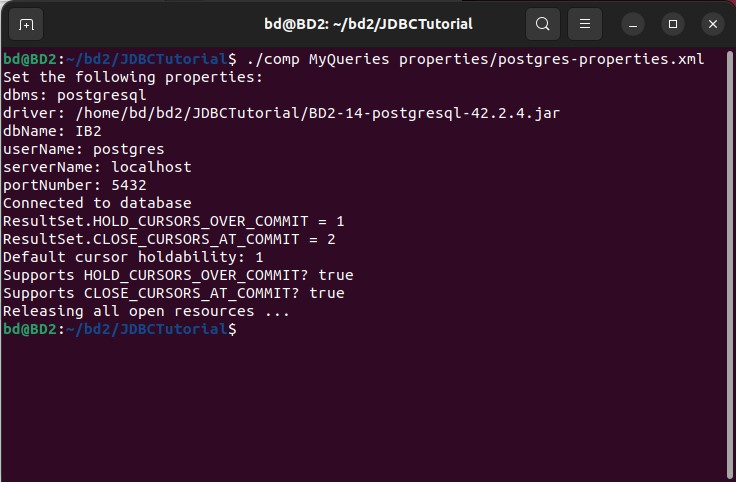 bd@BD2: ~/bd2/JDBCTutorial
bd@BD2:~/bd2/JDBCTutorial$ ./comp MyQueries properties/postgres-properties.xml
Set the following properties:
dbms: postgresql
driver: /home/bd/bd2/JDBCTutorial/BD2-14-postgresql-42.2.4.jar
dbName: IB2
userName: postgres
serverName: localhost
portNumber: 5432
Connected to database
ResultSet.HOLD_CURSORS_OVER_COMMIT = 1
ResultSet.CLOSE_CURSORS_AT_COMMIT = 2
Default cursor holdability: 1
Supports HOLD_CURSORS_OVER_COMMIT? true
Supports CLOSE_CURSORS_AT_COMMIT? true
Releasing all open resources ...
bd@BD2:~/bd2/JDBCTutorial$